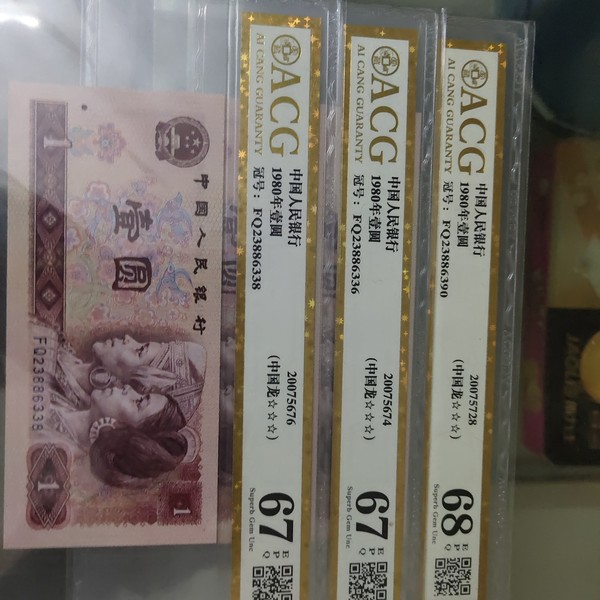 1
中国人民银行
壹圆
FQ23886338
1
1
ACG
AI CANG GUARANTY
中国人民银行
1980年壹圆
冠号：FQ23886338
20075676
(中国龙☆☆☆)
67
EPQ
Superb Gem Unc
ACG
AI CANG GUARANTY
中国人民银行
1980年壹圆
冠号：FQ23886336
20075674
(中国龙☆☆☆)
67
EPQ
Superb Gem Unc
ACG
AI CANG GUARANTY
中国人民银行
1980年壹圆
冠号：FQ23886390
20075728
(中国龙☆☆☆)
68
EPQ
Superb Gem Unc